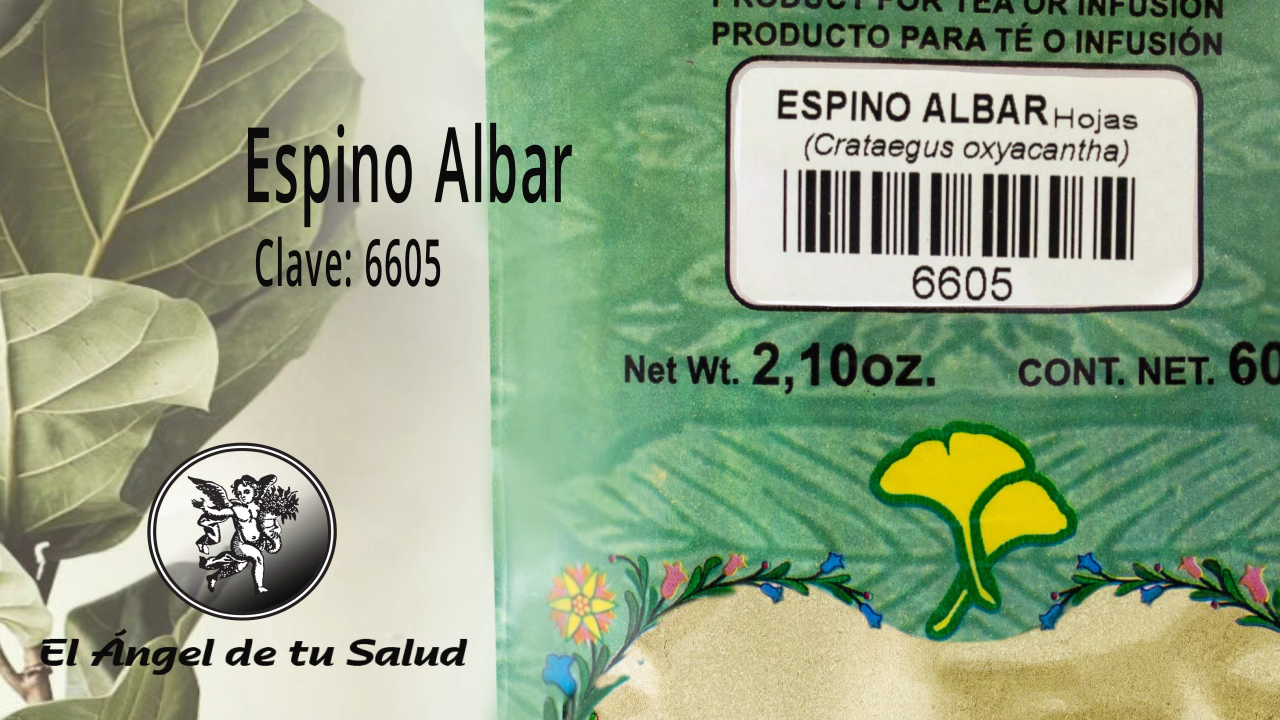 PRODUCT FOR TEA OR INFUSIÓN
PRODUCTO PARA TÉ O INFUSIÓN
ESPINO ALBAR Hojas
(Crataegus oxyacantha)
6605
Net Wt. 2,10oz. CONT. NET. 60
Espino Albar
Clave: 6605
El Ángel de tu Salud